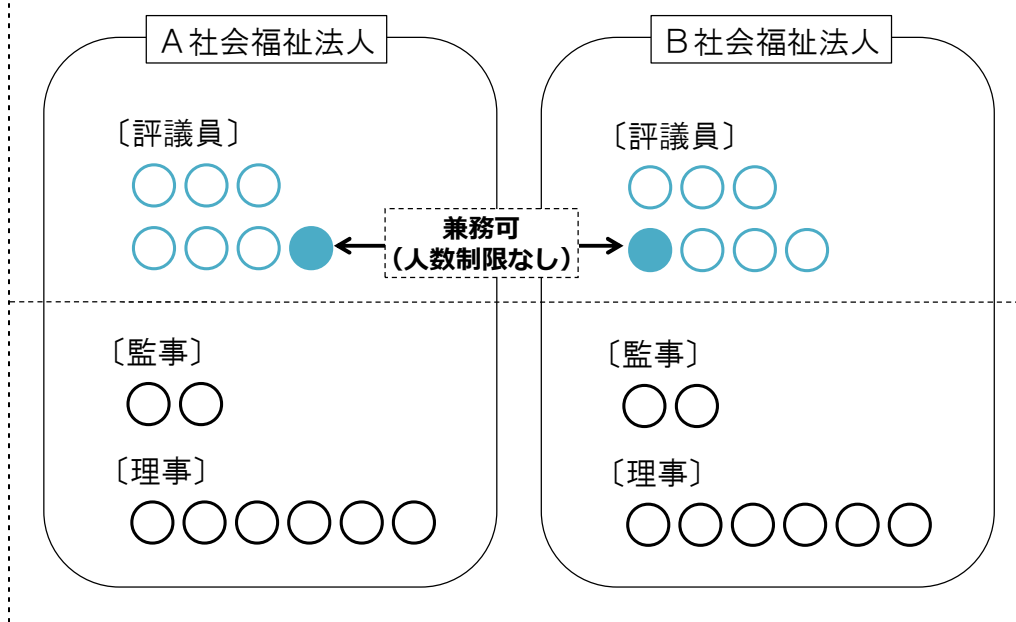 A社会福祉法人
〔評議員〕
兼務可
（人数制限なし）
〔監事〕
〔理事〕
B社会福祉法人
〔評議員〕
〔監事〕
〔理事〕